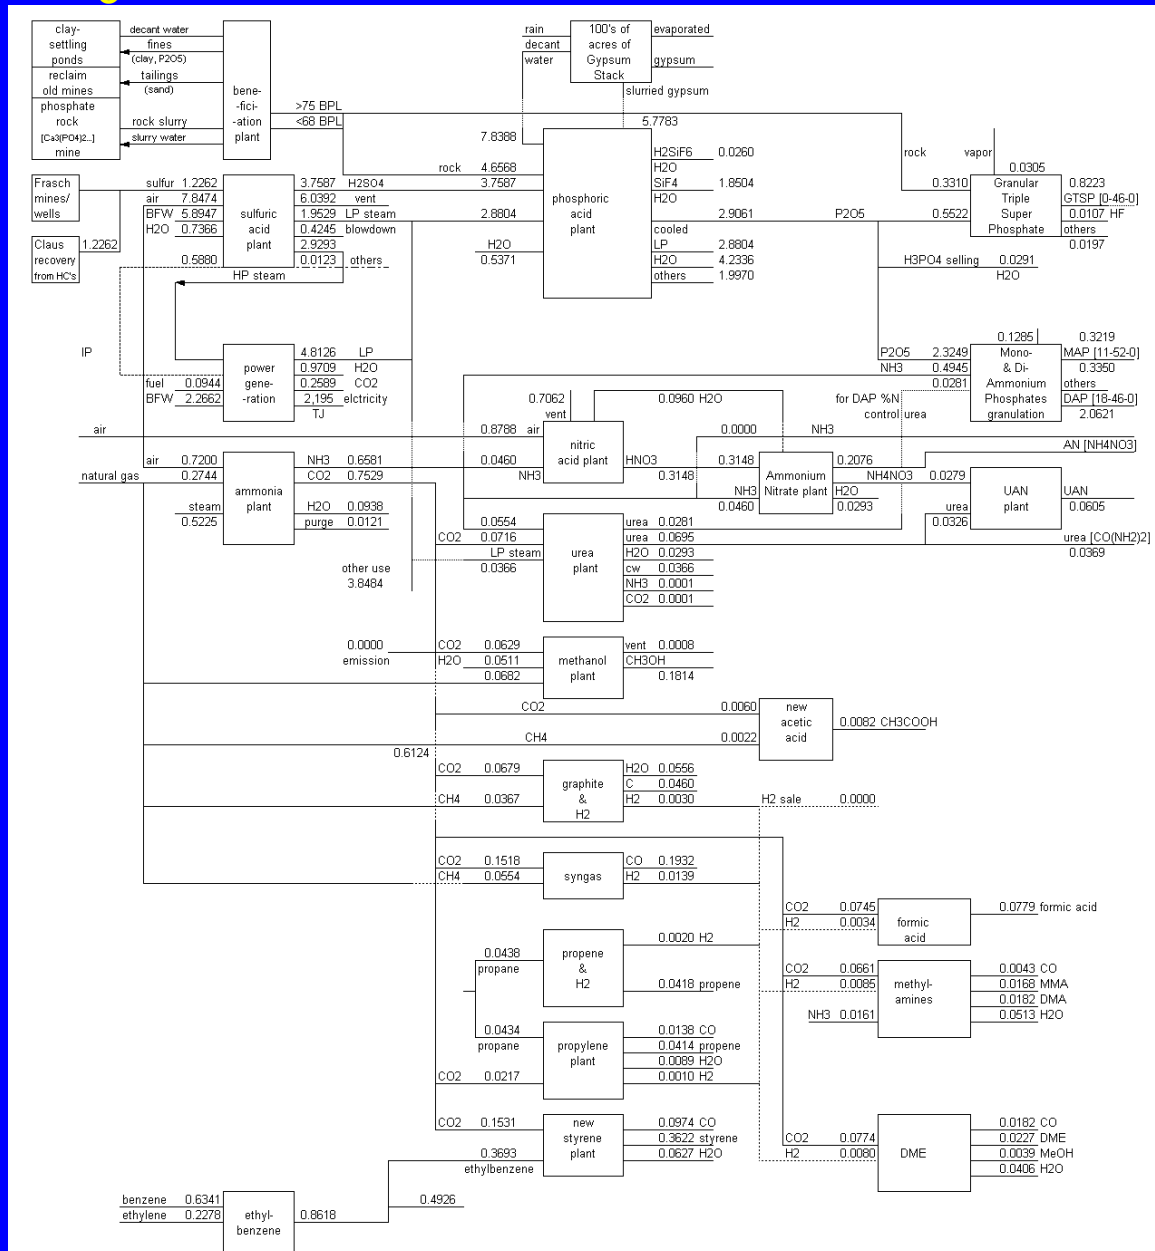 clay-
settling
ponds
reclaim
old mines
phosphate
rock
[Ca3(PO4)2...]
mine
decant water
fines
(clay, P2O5)
tailings
(sand)
rock slurry
slurry water
bene-
-fici-
-ation
plant
>75 BPL
<68 BPL
rain
decant
water
100's of
acres of
Gypsum
Stack
evaporated
gypsum
slurried gypsum
5.7783
7.8388
rock 4.6568
3.7587
2.8804
H2O
0.5371
phosphoric
acid
plant
H2SiF6 0.0260
H2O
SiF4 1.8504
H2O
2.9061
cooled
LP 2.8804
H2O 4.2336
others 1.9970
P2O5
rock
vapor
0.0305
0.3310
0.5522
Granular
Triple
Super
Phosphate
0.8223
GTSP [0-46-0]
0.0107 HF
others
0.0197
H3PO4 selling 0.0291
H2O
Frasch
mines/
wells
Claus
recovery
from HC's
1.2262
sulfur 1.2262
air 7.8474
BFW 5.8947
H2O 0.7366
0.5880
sulfuric
acid
plant
3.7587 H2SO4
6.0392 vent
1.9529 LP steam
0.4245 blowdown
2.9293
0.0123 others
HP steam
IP
fuel 0.0944
BFW 2.2662
power
gene-
-ration
4.8126 LP
0.9709 H2O
0.2589 CO2
2,195 elctricity
TJ
P2O5 2.3249
NH3 0.4945
0.0281
0.1285
Mono-
& Di-
Ammonium
Phosphates
granulation
0.3219
MAP [11-52-0]
0.3350
others
DAP [18-46-0]
2.0621
for DAP %N
control urea
air
0.8788 air
0.7062
vent
0.0960 H2O
nitric
acid plant
0.0460
NH3
HNO3 0.3148
0.3148
0.0000 NH3
AN [NH4NO3]
NH3
0.0460
Ammonium
Nitrate plant
0.2076
NH4NO3 0.0279
H2O
0.0293
urea
0.0326
UAN
plant
UAN
0.0605
air 0.7200
natural gas 0.2744
steam
0.5225
ammonia
plant
NH3 0.6581
CO2 0.7529
H2O 0.0938
purge 0.0121
0.0554
CO2 0.0716
LP steam
0.0366
urea
plant
urea 0.0281
urea 0.0695
H2O 0.0293
cw 0.0366
NH3 0.0001
CO2 0.0001
urea [CO(NH2)2]
0.0369
other use
3.8484
0.0000
emission
CO2 0.0629
H2O 0.0511
0.0682
methanol
plant
vent 0.0008
CH3OH
0.1814
CO2 0.0060
CH4 0.0022
new
acetic
acid
0.0082 CH3COOH
0.6124
CO2 0.0679
CH4 0.0367
graphite
&
H2
H2O 0.0556
C 0.0460
H2 0.0030
H2 sale 0.0000
CO2 0.1518
CH4 0.0554
syngas
CO 0.1932
H2 0.0139
CO2 0.0745
H2 0.0034
formic
acid
0.0779 formic acid
0.0438
propane
propene
&
H2
0.0020 H2
0.0418 propene
CO2 0.0661
H2 0.0085
NH3 0.0161
methyl-
amines
0.0043 CO
0.0168 MMA
0.0182 DMA
0.0513 H2O
0.0434
propane
CO2 0.0217
propylene
plant
0.0138 CO
0.0414 propene
0.0089 H2O
0.0010 H2
CO2 0.1531
0.3693
ethylbenzene
new
styrene
plant
0.0974 CO
0.3622 styrene
0.0627 H2O
CO2 0.0774
H2 0.0080
DME
0.0182 CO
0.0227 DME
0.0039 MeOH
0.0406 H2O
benzene 0.6341
ethylene 0.2278
ethyl-
benzene
0.8618
0.4926